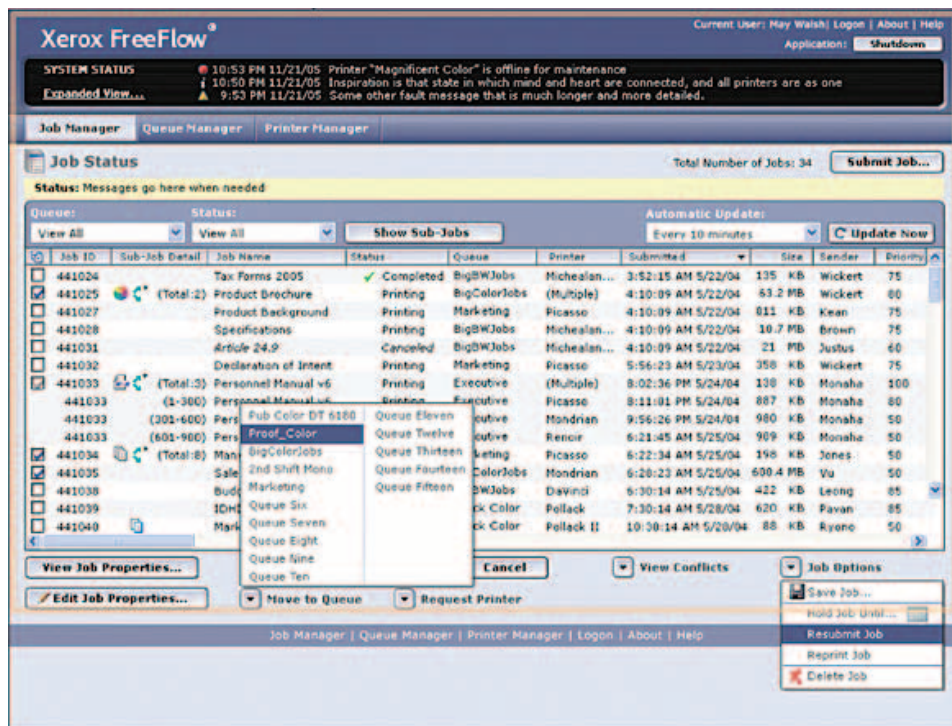 Current User: May Walsh| Logon | About | Help
Xerox FreeFlow®
Application: Shutdown
SYSTEM STATUS
Expanded View...
10:53 PM 11/21/05 Printer "Magnificent Color" is offline for maintenance
10:50 PM 11/21/05 Inspiration is that state in which mind and heart are connected, and all printers are as one
9:53 PM 11/21/05 Some other fault message that is much longer and more detailed.
Job Manager Queue Manager Printer Manager
Job Status
Total Number of Jobs: 34 Submit Job...
Status: Messages go here when needed
Queue: Status: Automatic Update:
View All View All Show Sub-Jobs Every 10 minutes Update Now
Job ID Sub-Job Detail Job Name Status Queue Printer Submitted Size Sender Priority
441024 Tax Forms 2005 Completed BigBWJobs Michealan... 3:52:15 AM 5/22/04 135 KB Wickert 75
441025 (Total:2) Product Brochure Printing BigColorJobs (Multiple) 4:10:09 AM 5/22/04 63.2 MB Wickert 80
441027 Product Background Printing Marketing Picasso 4:10:09 AM 5/22/04 811 KB Kean 75
441028 Specifications Printing BigBWJobs Michealan... 4:10:09 AM 5/22/04 10.7 MB Brown 75
441031 Article 24.9 Canceled BigBWJobs Michealan... 4:10:09 AM 5/22/04 21 MB Justus 60
441032 Declaration of Intent Printing Marketing Picasso 5:56:23 AM 5/23/04 358 KB Wickert
441033 (Total:3) Personnel Manual v6 Printing Executive (Multiple) 8:02:36 PM 5/24/04 138 KB Monaha 100
441033 (1-300) Personnel Manual v6 Printing Executive Picasso 8:11:01 PM 5/24/04 887 KB Monaha 80
441033 (301-600) Pers cutive Mondrian 9:56:26 PM 5/24/04 980 KB Monaha 50
441033 (601-900) Pers cutive Renoir 6:21:45 AM 5/25/04 909 KB Monaha 50
441034 (Total:8) Man keting Picasso 6:22:34 AM 5/25/04 198 KB Jones 50
441035 Sale ColorJobs Mondrian 6:28:23 AM 5/25/04 600.4 MB Vu 50
441038 Bud BWJobs DaVinci 6:30:14 AM 5/25/04 422 KB Leong 85
441039 ck Color Pollack 7:30:14 AM 5/28/04 620 KB Pavan 85
441040 Mark ck Color Pollack II 10:30:14 AM 5/28/04 88 KB Ryono 50
Pub Color DT 6180
Proof_Color
BigColorJobs
2nd Shift Mono
Marketing
Queue Six
Queue Seven
Queue Eight
Queue Nine
Queue Ten
Queue Eleven
Queue Twelve
Queue Thirteen
Queue Fourteen
Queue Fifteen
View Job Properties... Cancel View Conflicts Job Options
Edit Job Properties... Move to Queue Request Printer
Save Job...
Hold Job Until...
Resubmit Job
Reprint Job
Delete Job
Job Manager | Queue Manager | Printer Manager | Logon | About | Help